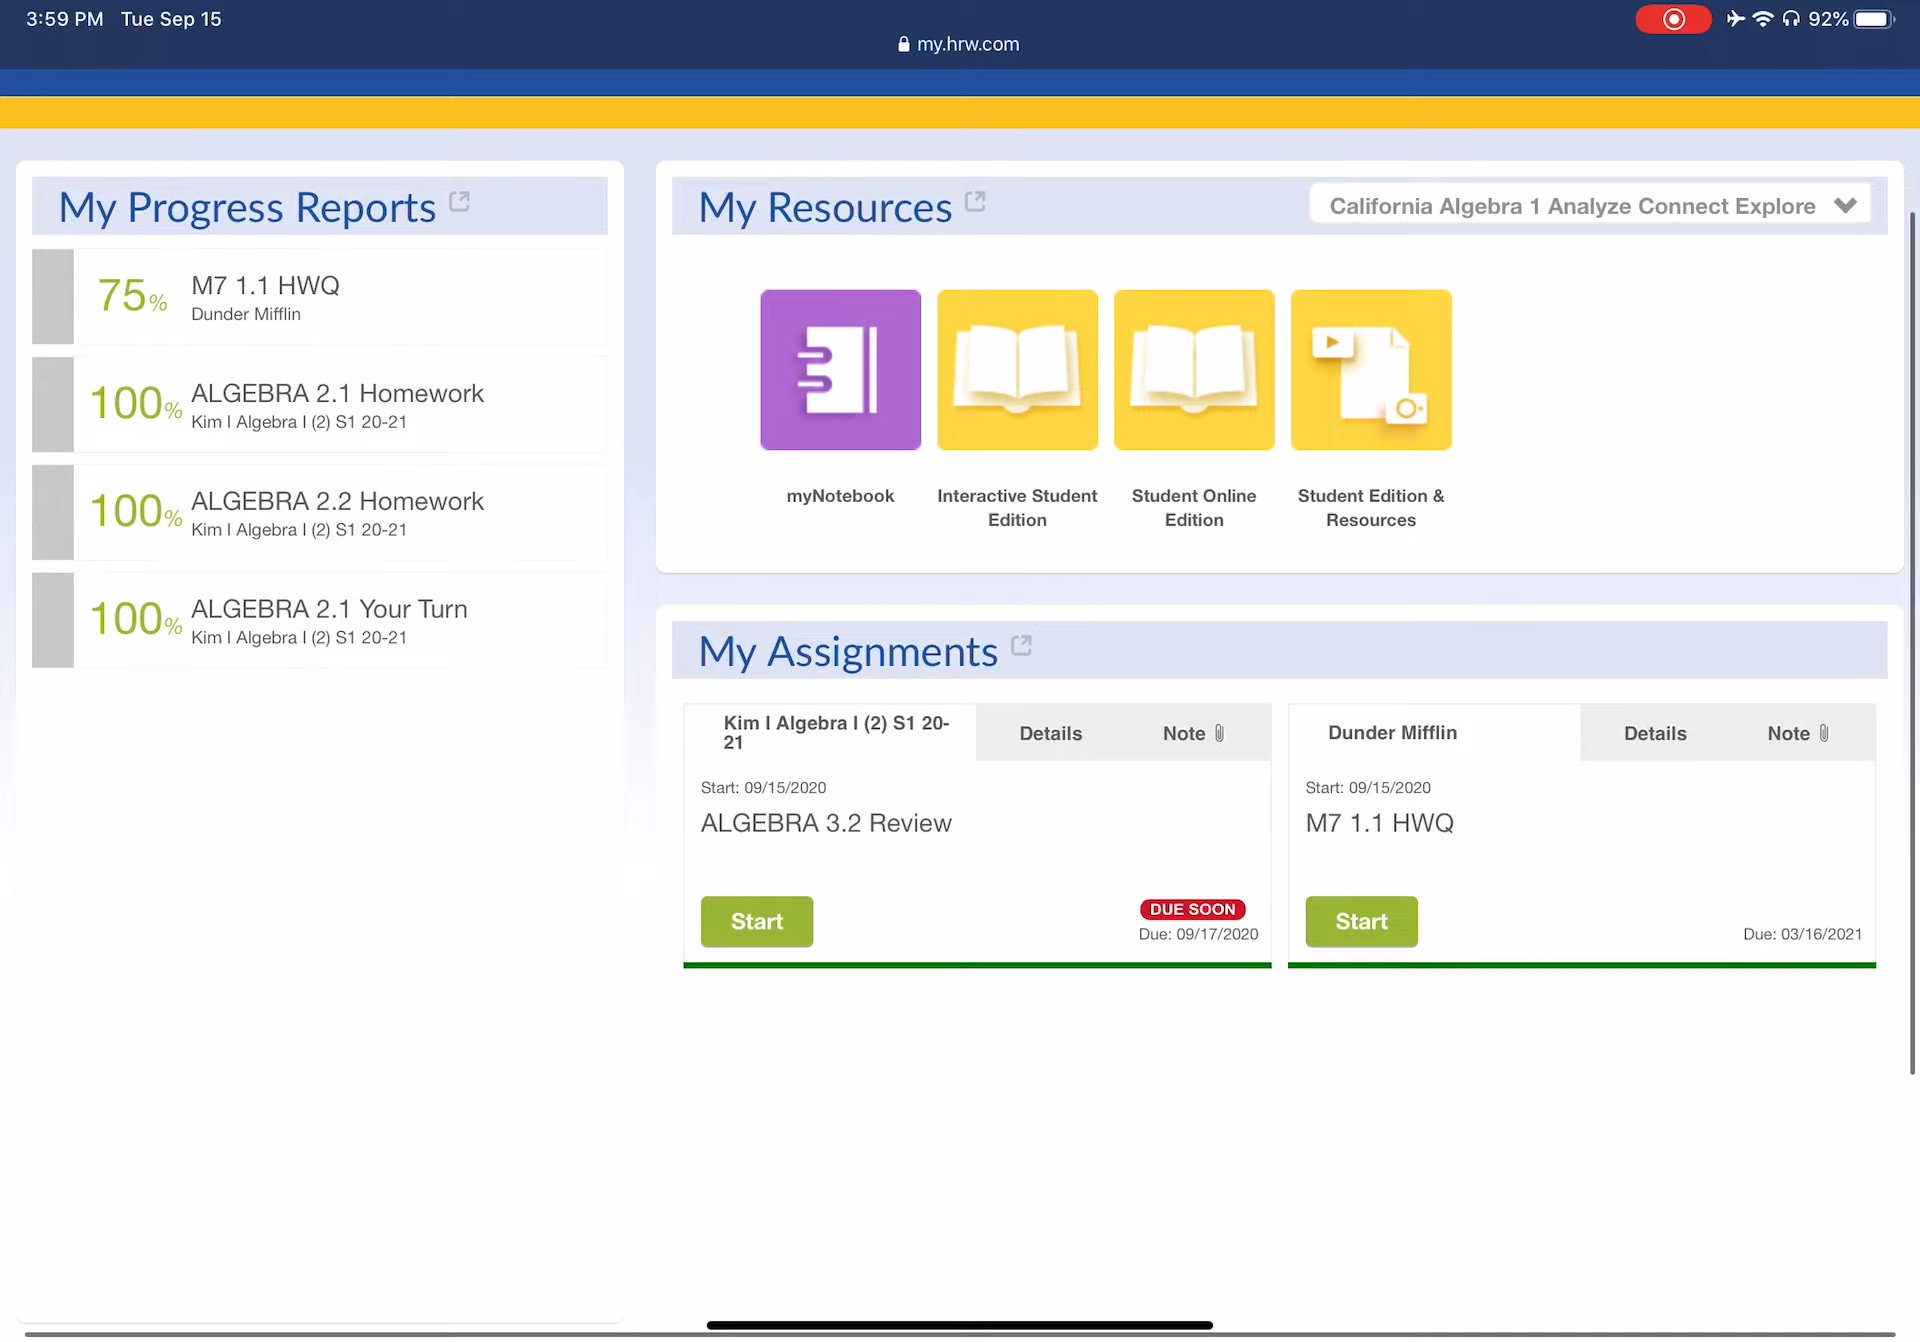 3:59 PM Tue Sep 15
92%
my.hrw.com
My Progress Reports
75%
M7 1.1 HWQ
Dunder Mifflin
100%
ALGEBRA 2.1 Homework
Kim I Algebra I (2) S1 20-21
100%
ALGEBRA 2.2 Homework
Kim I Algebra I (2) S1 20-21
100%
ALGEBRA 2.1 Your Turn
Kim I Algebra I (2) S1 20-21
My Resources
California Algebra 1 Analyze Connect Explore
myNotebook
Interactive Student
Edition
Student Online
Edition
Student Edition &
Resources
My Assignments
Kim I Algebra I (2) S1 20-
21
Details
Note
Start: 09/15/2020
ALGEBRA 3.2 Review
Start
DUE SOON
Due: 09/17/2020
Dunder Mifflin
Details
Note
Start: 09/15/2020
M7 1.1 HWQ
Start
Due: 03/16/2021